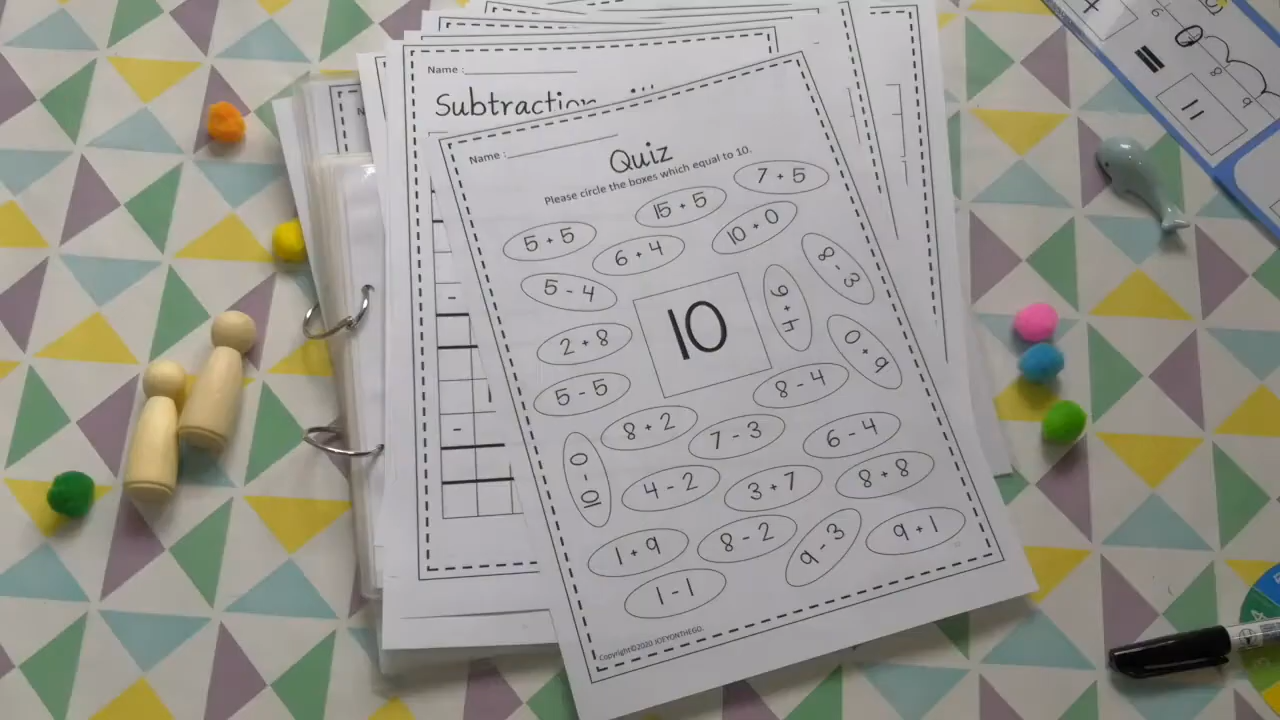 Name :
Subtraction
Name :
Quiz
Please circle the boxes which equal to 10.
7 + 5
15 + 5
10 + 0
5 + 5
6 + 4
8 - 3
5 - 4
9 + 4
10
2 + 8
0 + 9
5 - 5
8 - 4
8 + 2
7 - 3
6 - 4
10 - 0
4 - 2
3 + 7
8 + 8
1 + 9
8 - 2
9 - 3
9 + 1
1 - 1
Copyright©2020 JOEYONTHEGO.